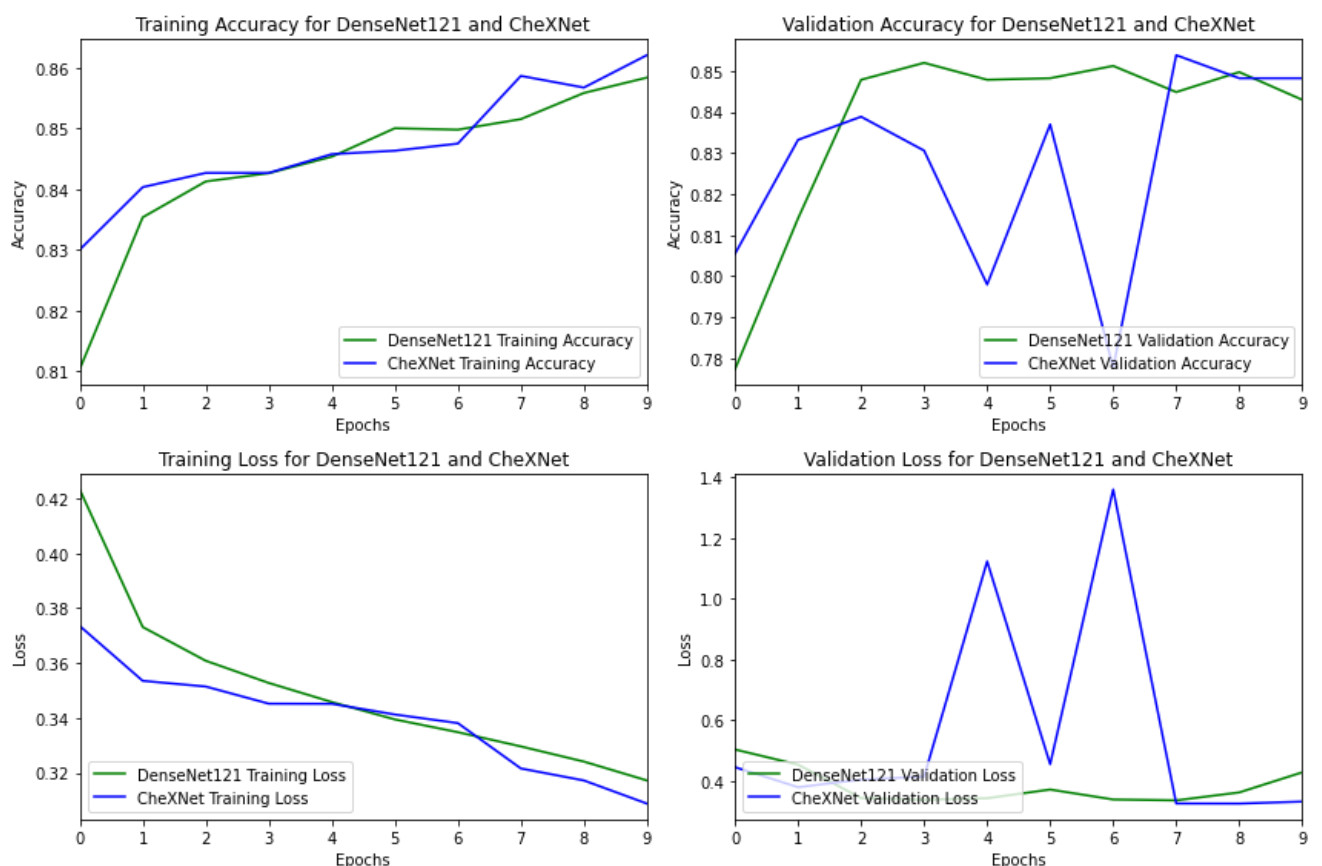 Training Accuracy for DenseNet121 and CheXNet
Accuracy
0.86
0.85
0.84
0.83
0.82
0.81
DenseNet121 Training Accuracy
CheXNet Training Accuracy
0 1 2 3 4 5 6 7 8 9
Epochs
Validation Accuracy for DenseNet121 and CheXNet
Accuracy
0.85
0.84
0.83
0.82
0.81
0.80
0.79
0.78
DenseNet121 Validation Accuracy
CheXNet Validation Accuracy
0 1 2 3 4 5 6 7 8 9
Epochs
Training Loss for DenseNet121 and CheXNet
Loss
0.42
0.40
0.38
0.36
0.34
0.32
DenseNet121 Training Loss
CheXNet Training Loss
0 1 2 3 4 5 6 7 8 9
Epochs
Validation Loss for DenseNet121 and CheXNet
Loss
1.4
1.2
1.0
0.8
0.6
0.4
DenseNet121 Validation Loss
CheXNet Validation Loss
0 1 2 3 4 5 6 7 8 9
Epochs